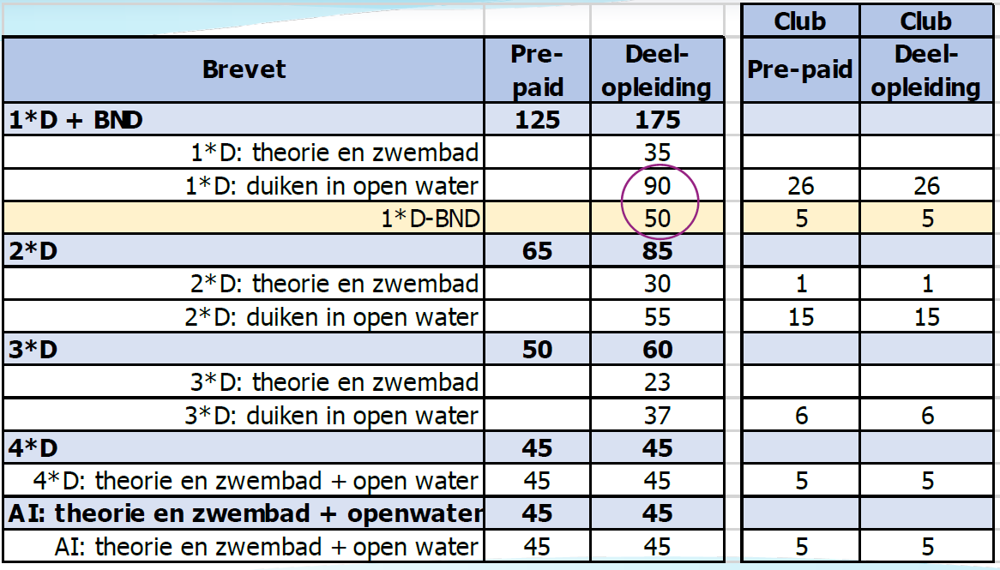 Club Club
Brevet Pre-paid Deel-opleiding Pre-paid Deel-opleiding
1*D + BND 125 175
1*D: theorie en zwembad 35
1*D: duiken in open water 90 26 26
1*D-BND 50 5 5
2*D 65 85
2*D: theorie en zwembad 30 1 1
2*D: duiken in open water 55 15 15
3*D 50 60
3*D: theorie en zwembad 23
3*D: duiken in open water 37 6 6
4*D 45 45
4*D: theorie en zwembad + open water 45 45 5 5
AI: theorie en zwembad + openwater 45 45
AI: theorie en zwembad + open water 45 45 5 5